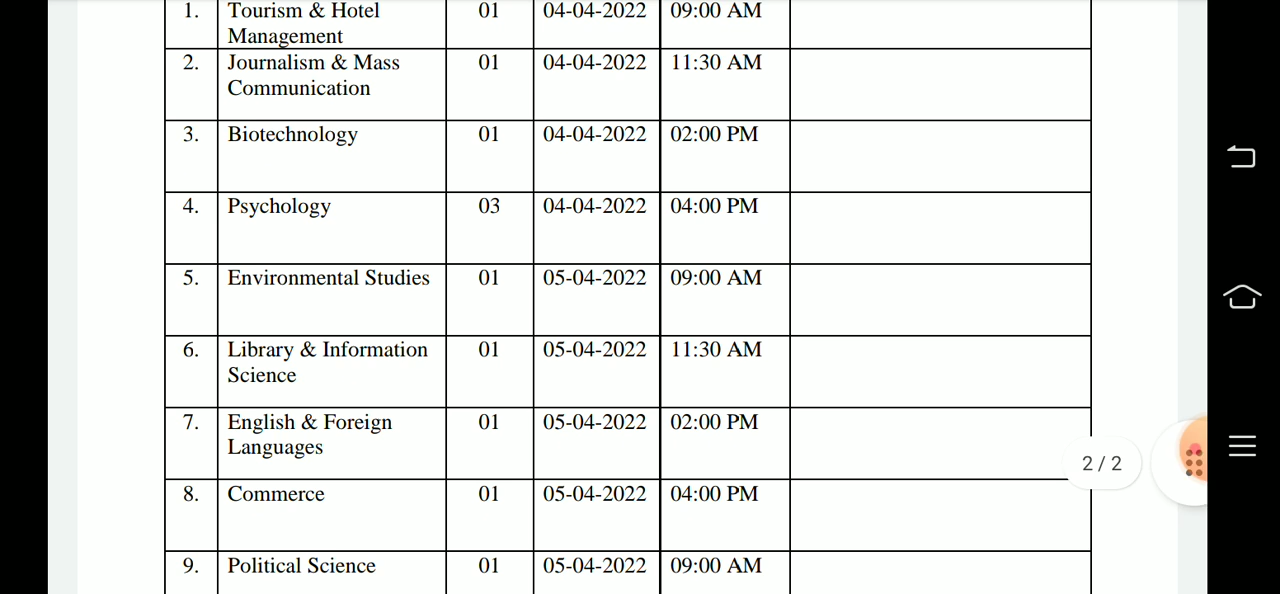 1. Tourism & Hotel 01 04-04-2022 09:00 AM
Management
2. Journalism & Mass 01 04-04-2022 11:30 AM
Communication
3. Biotechnology 01 04-04-2022 02:00 PM
4. Psychology 03 04-04-2022 04:00 PM
5. Environmental Studies 01 05-04-2022 09:00 AM
6. Library & Information 01 05-04-2022 11:30 AM
Science
7. English & Foreign 01 05-04-2022 02:00 PM
Languages
2 / 2
8. Commerce 01 05-04-2022 04:00 PM
9. Political Science 01 05-04-2022 09:00 AM